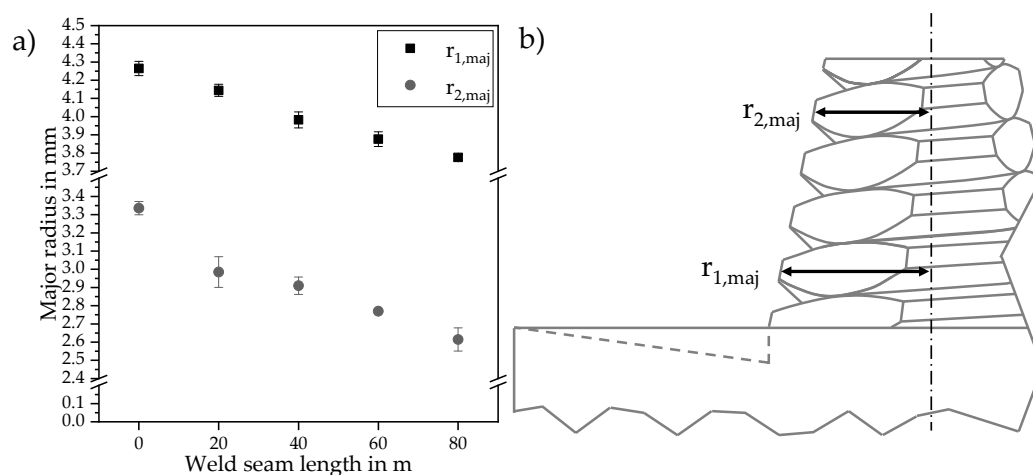 a)
4.5
4.4
4.3
4.2
4.1
4.0
3.9
3.8
3.7
3.4
3.3
3.2
3.1
3.0
2.9
2.8
2.7
2.6
2.5
2.4
0.0
Major radius in mm
r1,maj
r2,maj
0 20 40 60 80
Weld seam length in m
b)
r2,maj
r1,maj